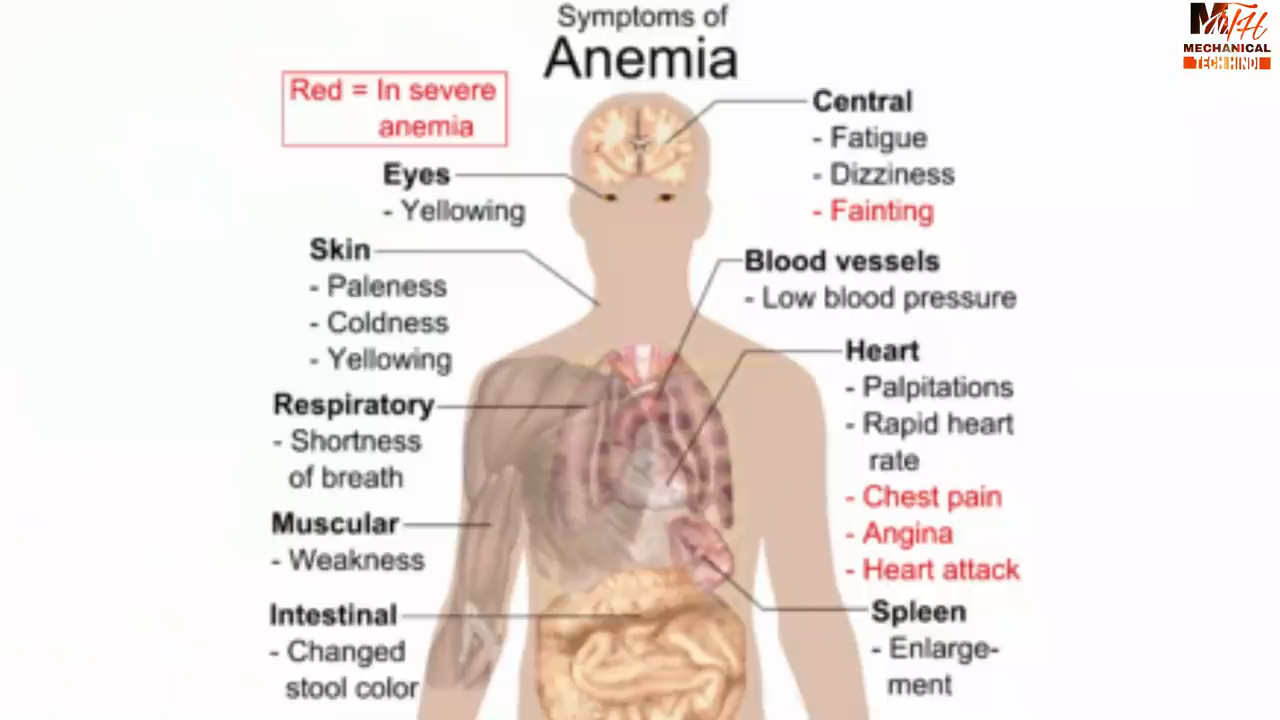 Symptoms of
Anemia
MTH
MECHANICAL
TECH HINDI
Red = In severe
anemia
Eyes
- Yellowing
Skin
- Paleness
- Coldness
- Yellowing
Respiratory
- Shortness
of breath
Muscular
- Weakness
Intestinal
- Changed
stool color
Central
- Fatigue
- Dizziness
- Fainting
Blood vessels
- Low blood pressure
Heart
- Palpitations
- Rapid heart
rate
- Chest pain
- Angina
- Heart attack
Spleen
- Enlarge-
ment